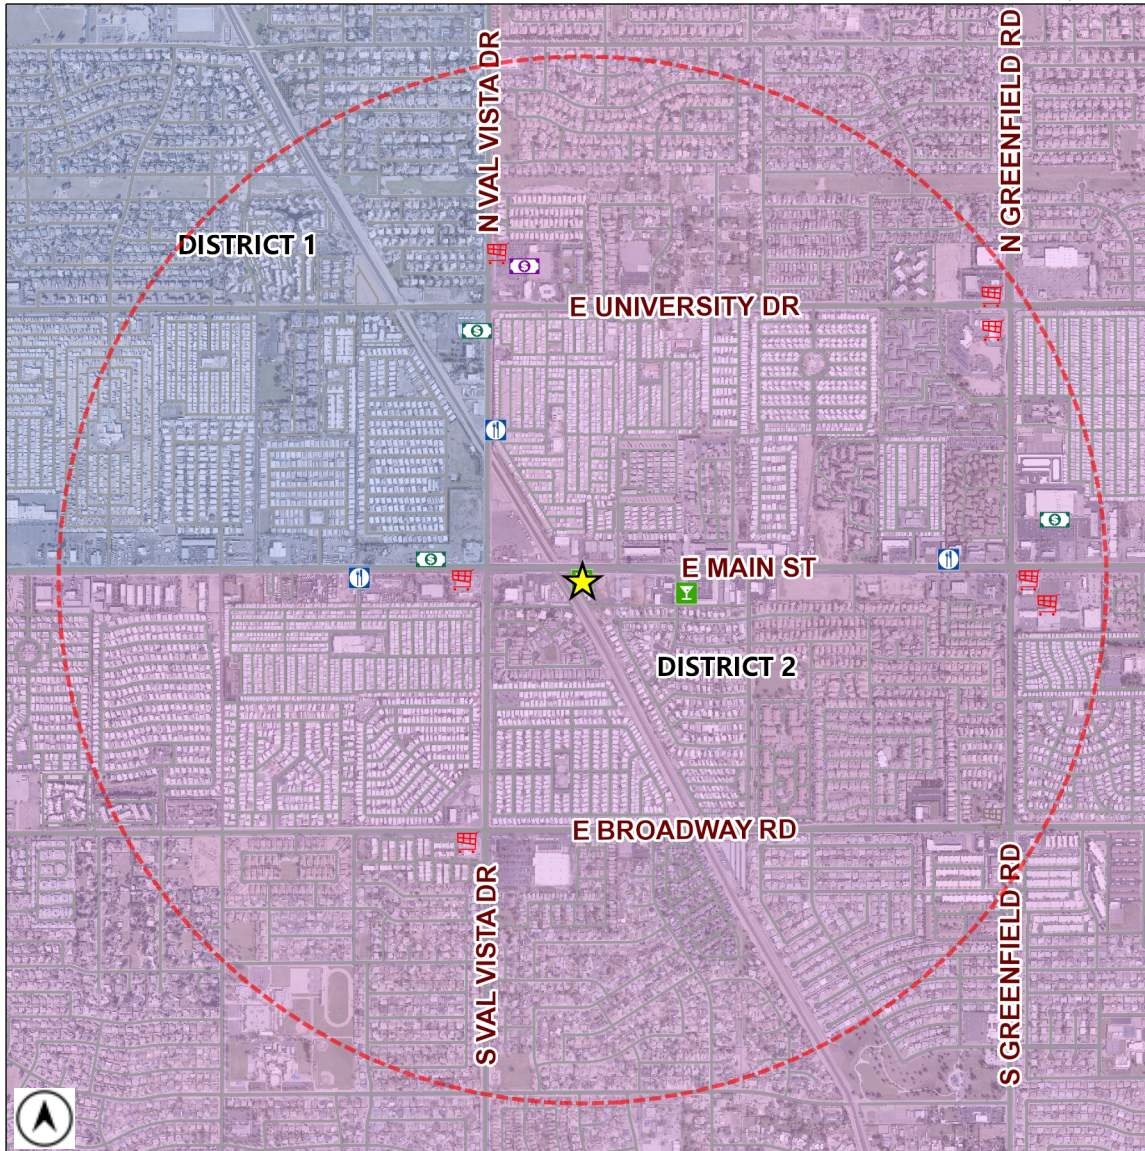 N VAL VISTA DR
N GREENFIELD RD
DISTRICT 1
E UNIVERSITY DR
E MAIN ST
DISTRICT 2
E BROADWAY RD
S VAL VISTA DR
S GREENFIELD RD